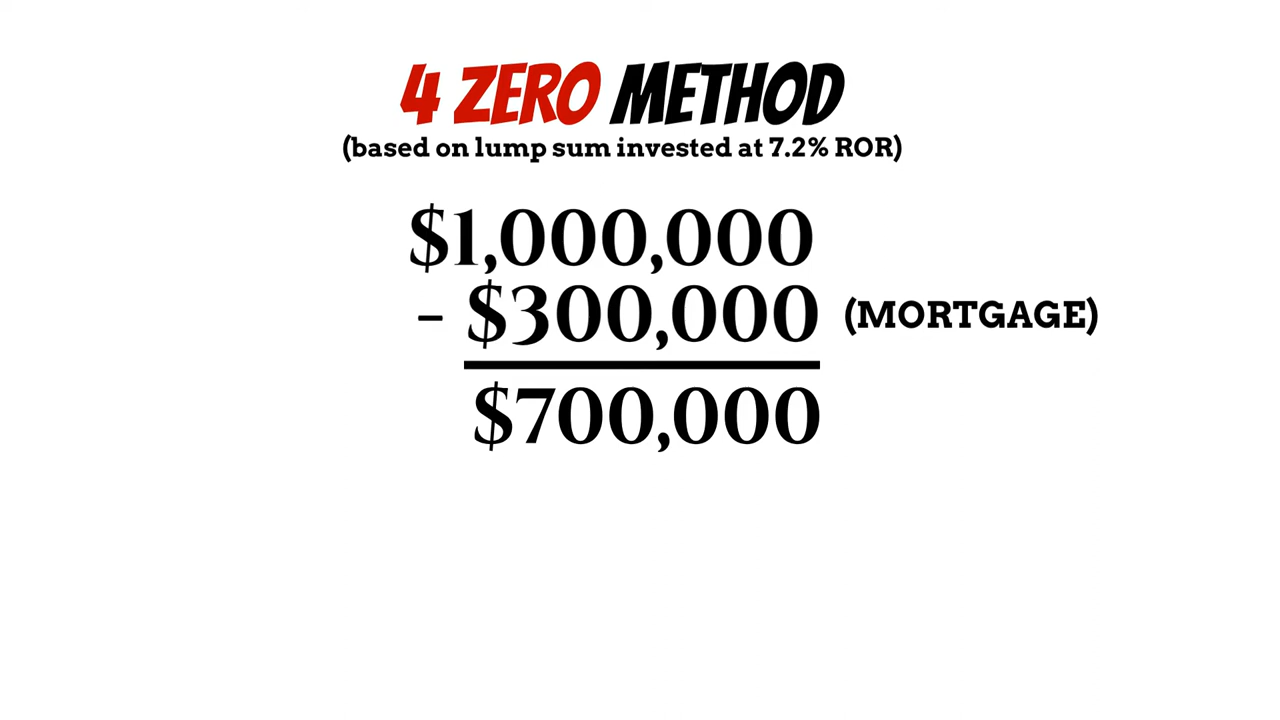 4 ZERO METHOD
(based on lump sum invested at 7.2% ROR)
$1,000,000
- $300,000 (MORTGAGE)
$700,000